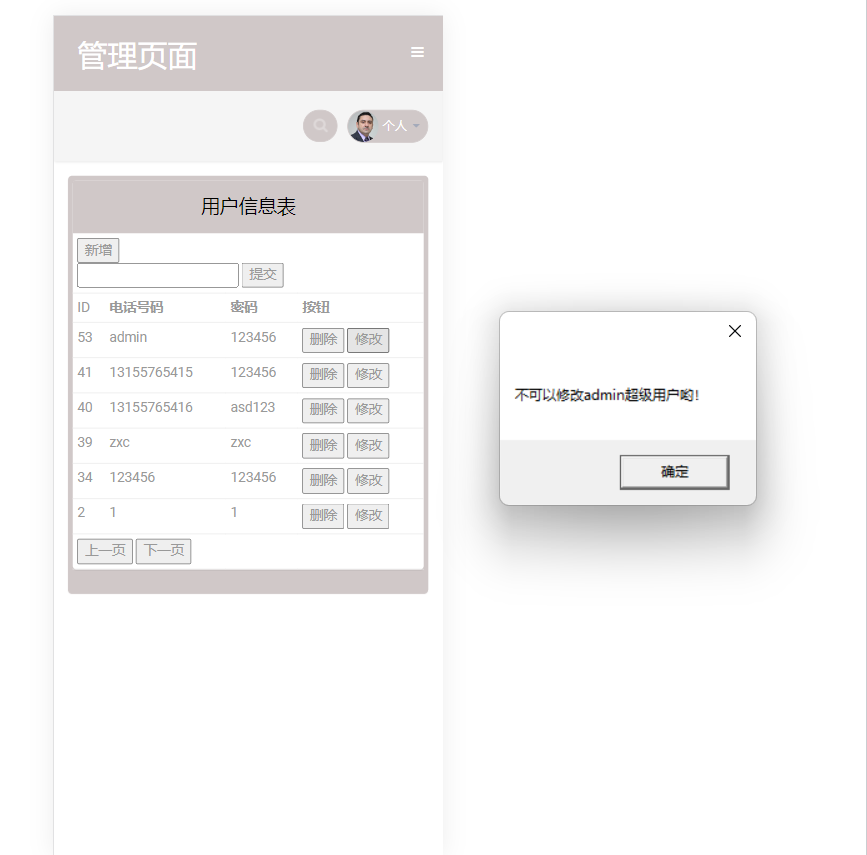 管理页面
个人
用户信息表
新增
提交
ID 电话号码 密码 按钮
53 admin 123456 删除 修改
41 13155765415 123456 删除 修改
40 13155765416 asd123 删除 修改
39 zxc zxc 删除 修改
34 123456 123456 删除 修改
2 1 1 删除 修改
上一页 下一页
不可以修改admin超级用户哟!
确定